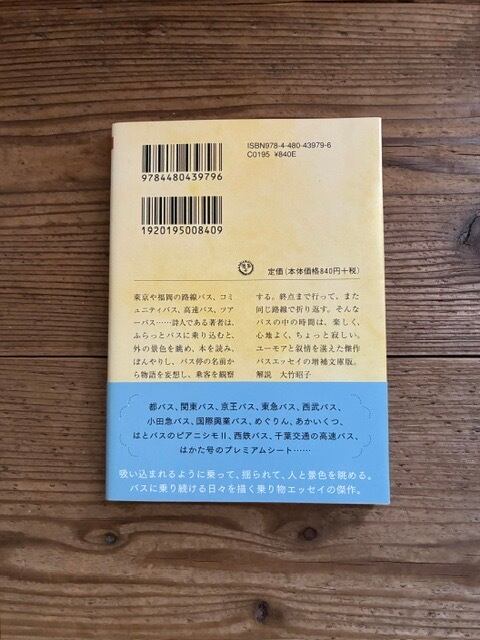 ISBN978-4-480-43979-6
C0195 ¥840E
9784480439796
1920195008409
定価(本体価格840円+税)
東京や福岡の路線バス、コミ
ュニティバス、高速バス、ツア
ーバス……詩人である著者は、
ふらっとバスに乗り込むと、
外の景色を眺め、本を読み、
ぼんやりし、バス停の名前か
ら物語を妄想し、乗客を観察
する。終点まで行って、また
同じ路線で折り返す。そんな
バスの中の時間は、楽しく、
心地よく、ちょっと寂しい。
ユーモアと叙情を湛えた傑作
バスエッセイの増補文庫版。
解説 大竹昭子
都バス、関東バス、京王バス、東急バス、西武バス、
小田急バス、国際興業バス、めぐりん、あかいくつ、
はとバスのピアニシモⅡ、西鉄バス、千葉交通の高速バス、
はかた号のプレミアムシート……
吸い込まれるように乗って、揺られて、人と景色を眺める。
バスに乗り続ける日々を描く乗り物エッセイの傑作。